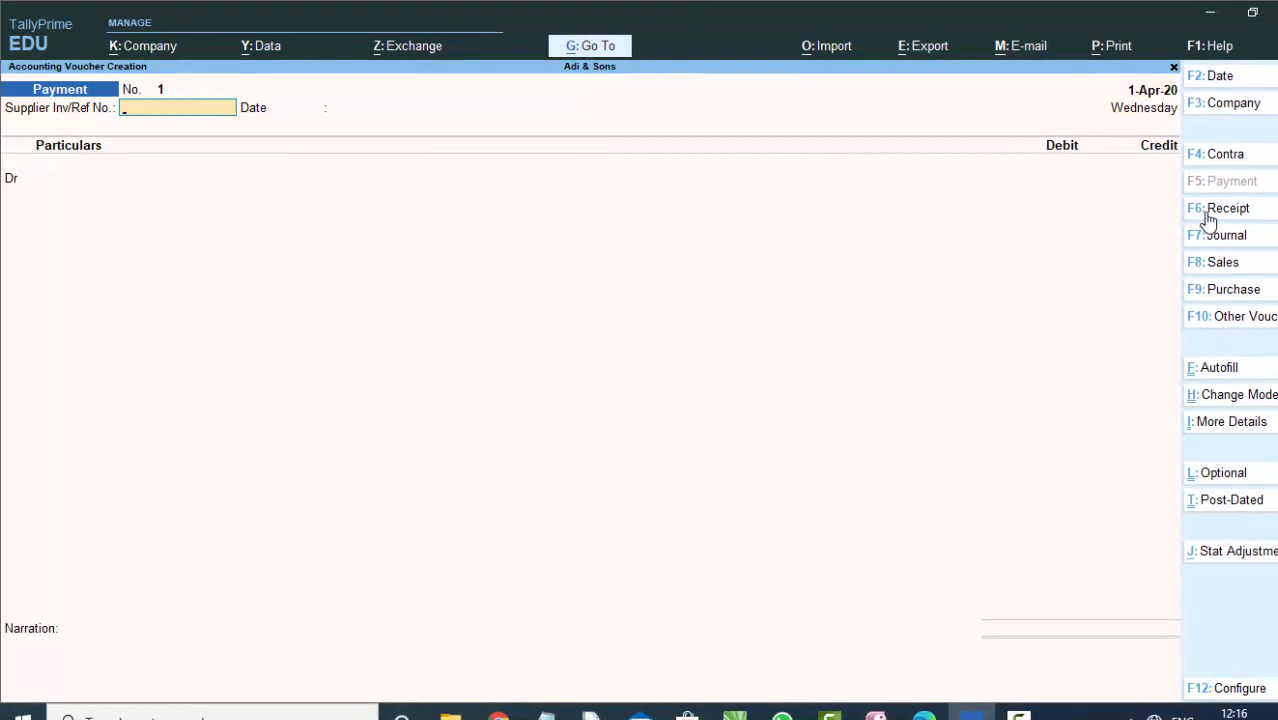 TallyPrime
EDU
MANAGE
K: Company
Y: Data
Z: Exchange
G: Go To
O: Import
E: Export
M: E-mail
P: Print
F1: Help
Accounting Voucher Creation
Adi & Sons
×
Payment No. 1
1-Apr-20
Supplier Inv/Ref No.: Date :
Wednesday
Particulars
Debit
Credit
Dr
Narration:
F2: Date
F3: Company
F4: Contra
F5: Payment
F6: Receipt
F7: Journal
F8: Sales
F9: Purchase
F10: Other Vouc
F: Autofill
H: Change Mode
I: More Details
L: Optional
T: Post-Dated
J: Stat Adjustme
F12: Configure
12:16